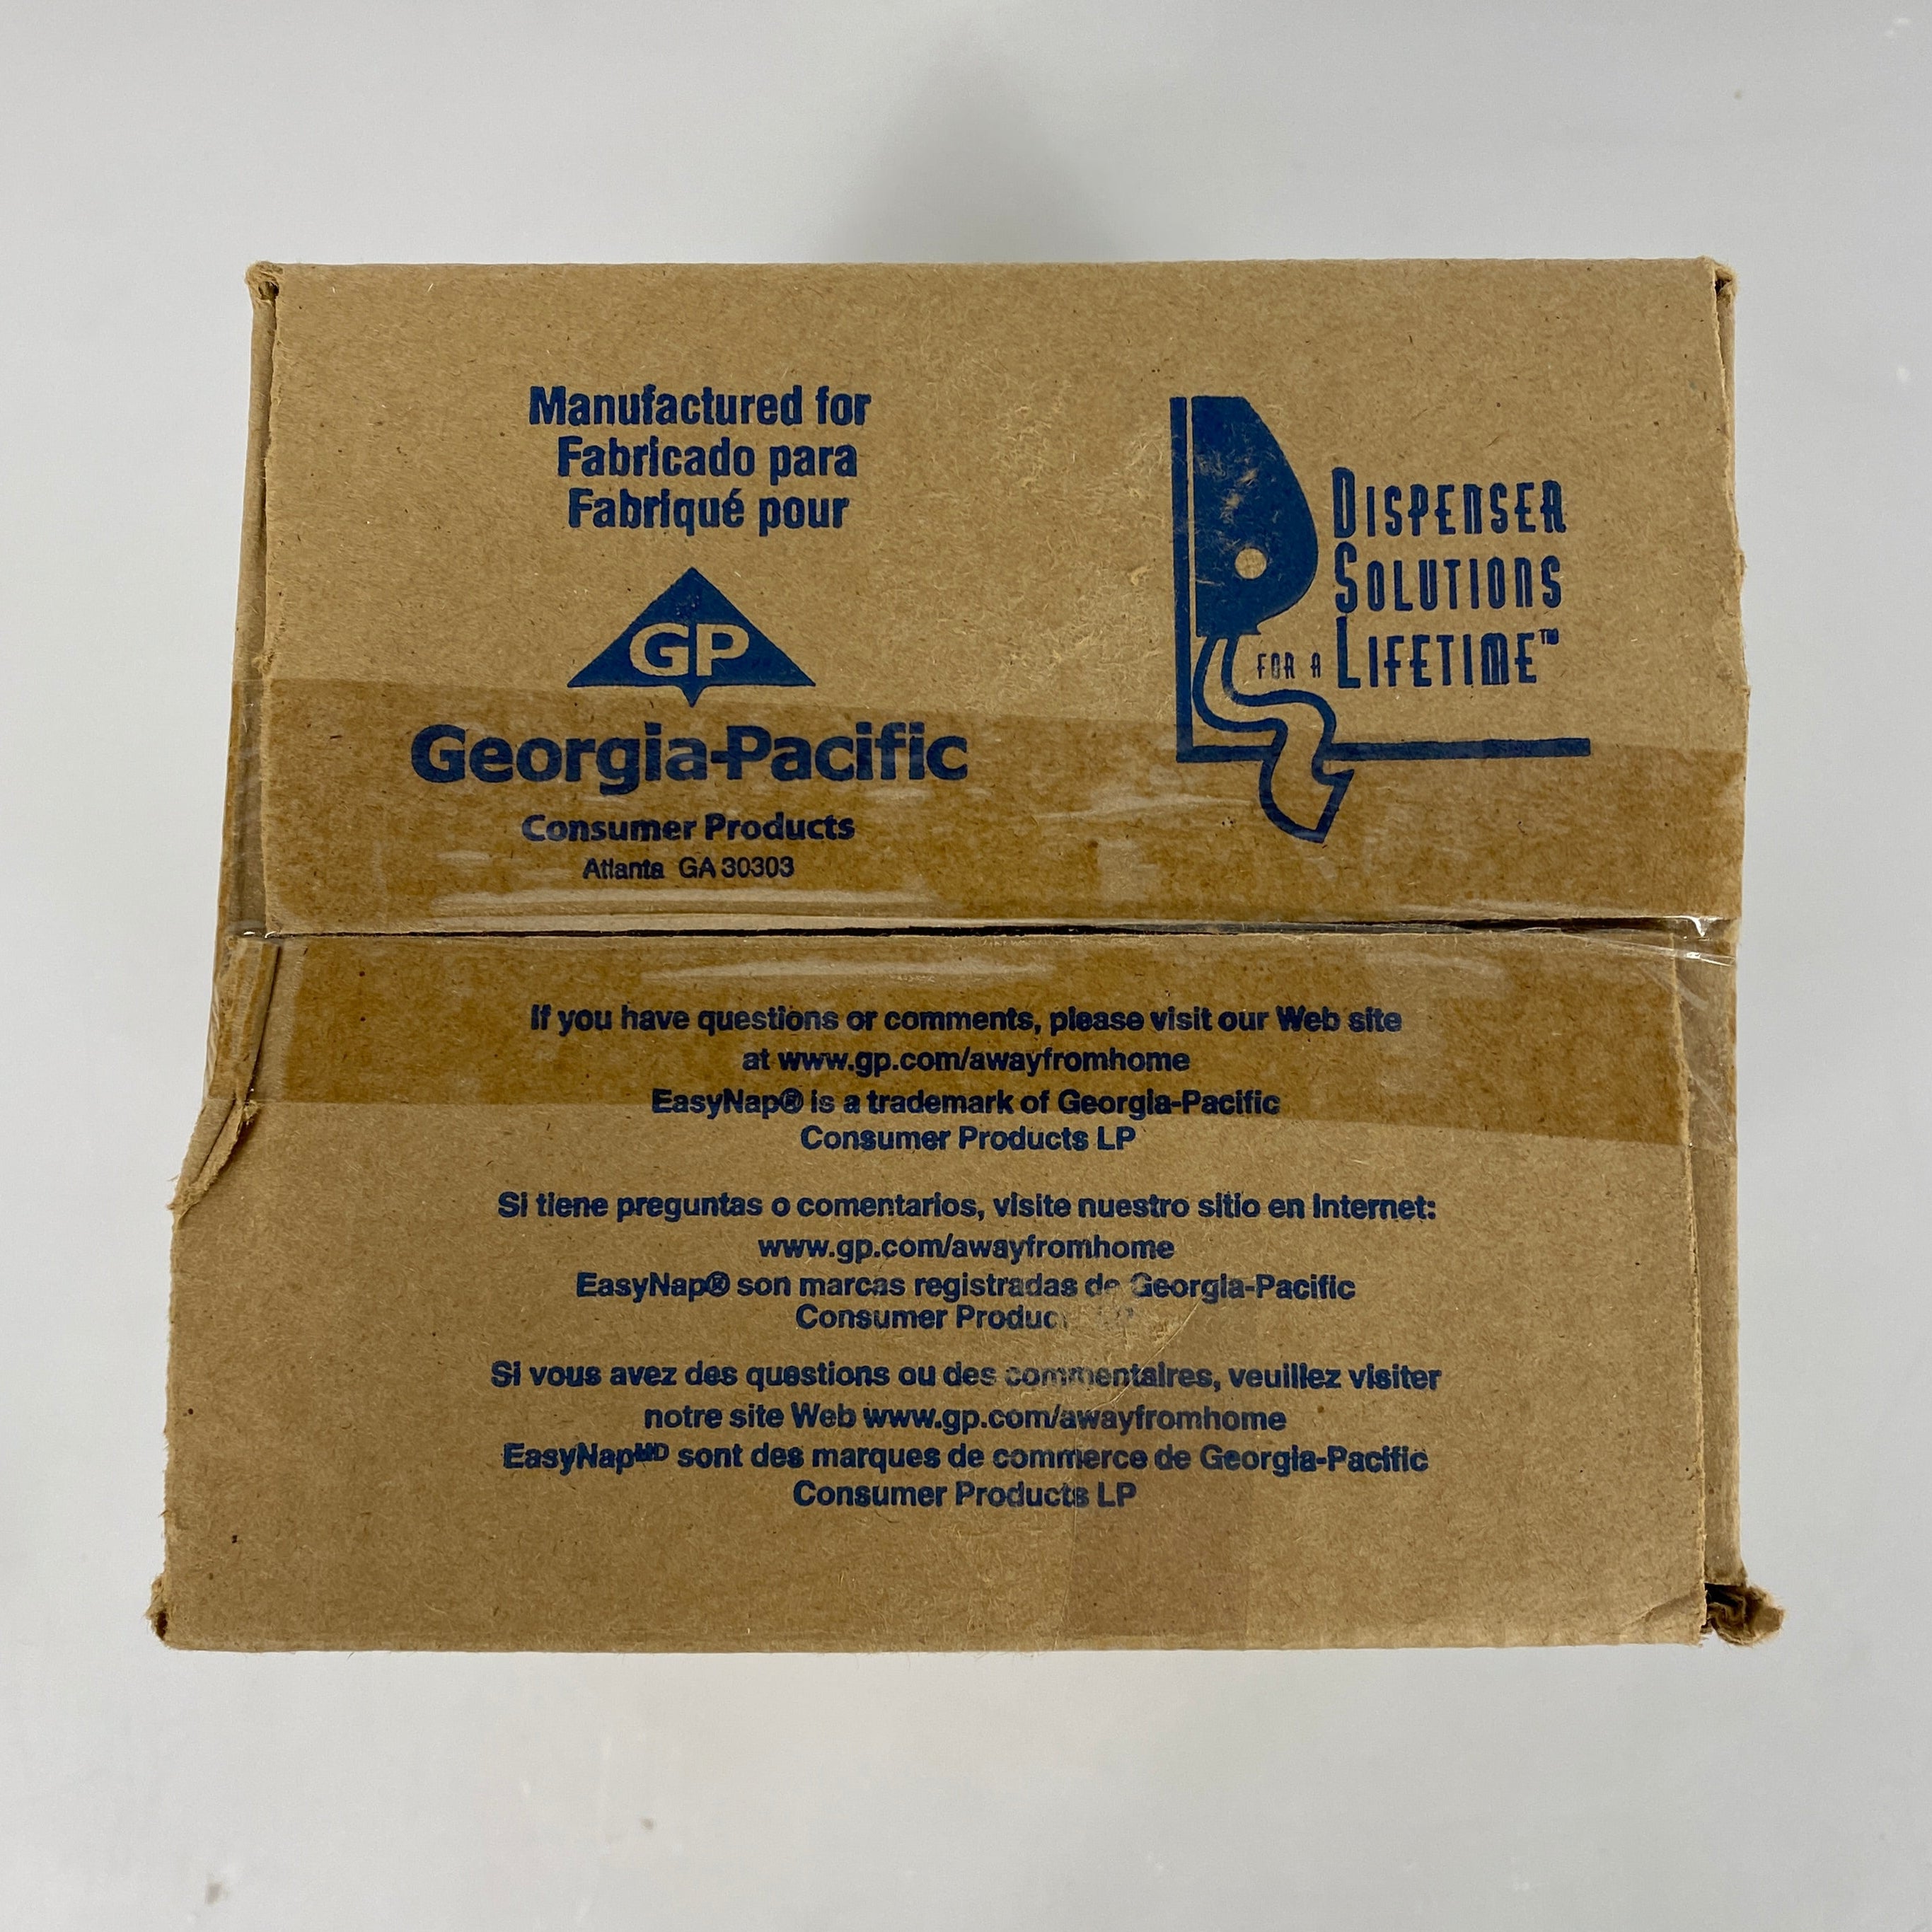 Manufactured for
Fabricado para
Fabriqué pour
GP
Georgia-Pacific
Consumer Products
Atlanta GA 30303
DISPENSER
SOLUTIONS
FOR A LIFETIME™
If you have questions or comments, please visit our Web site
at www.gp.com/awayfromhome
EasyNap® is a trademark of Georgia-Pacific
Consumer Products LP
Si tiene preguntas o comentarios, visite nuestro sitio en Internet:
www.gp.com/awayfromhome
EasyNap® son marcas registradas de Georgia-Pacific
Consumer
Si vous avez des questions ou des commentaires, veuillez visiter
notre site Web www.gp.com/awayfromhome
EasyNapᴹᴰ sont des marques de commerce de Georgia-Pacific
Consumer Products LP